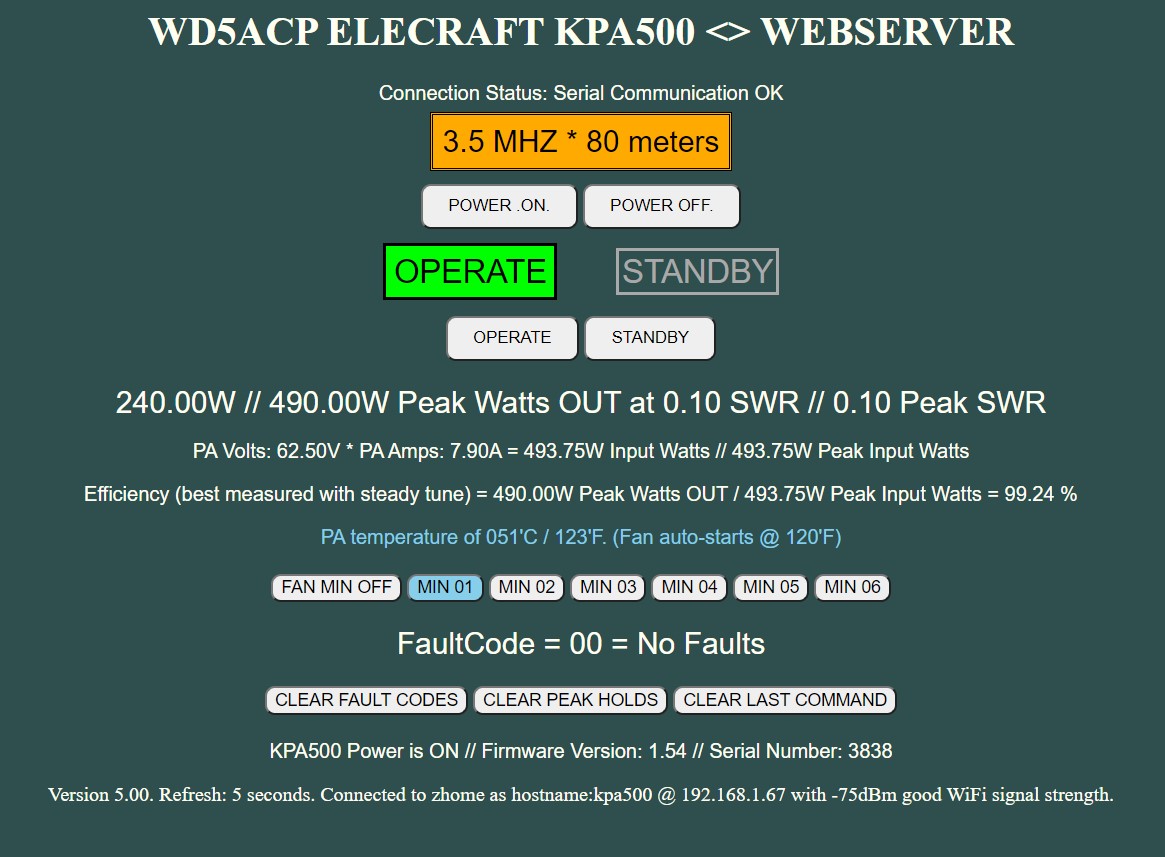 WD5ACP ELECRAFT KPA500 <> WEBSERVER
Connection Status: Serial Communication OK
3.5 MHZ * 80 meters
POWER .ON. POWER OFF.
OPERATE STANDBY
OPERATE STANDBY
240.00W // 490.00W Peak Watts OUT at 0.10 SWR // 0.10 Peak SWR
PA Volts: 62.50V * PA Amps: 7.90A = 493.75W Input Watts // 493.75W Peak Input Watts
Efficiency (best measured with steady tune) = 490.00W Peak Watts OUT / 493.75W Peak Input Watts = 99.24 %
PA temperature of 051'C / 123'F. (Fan auto-starts @ 120'F)
FAN MIN OFF MIN 01 MIN 02 MIN 03 MIN 04 MIN 05 MIN 06
FaultCode = 00 = No Faults
CLEAR FAULT CODES CLEAR PEAK HOLDS CLEAR LAST COMMAND
KPA500 Power is ON // Firmware Version: 1.54 // Serial Number: 3838
Version 5.00. Refresh: 5 seconds. Connected to zhome as hostname:kpa500 @ 192.168.1.67 with -75dBm good WiFi signal strength.